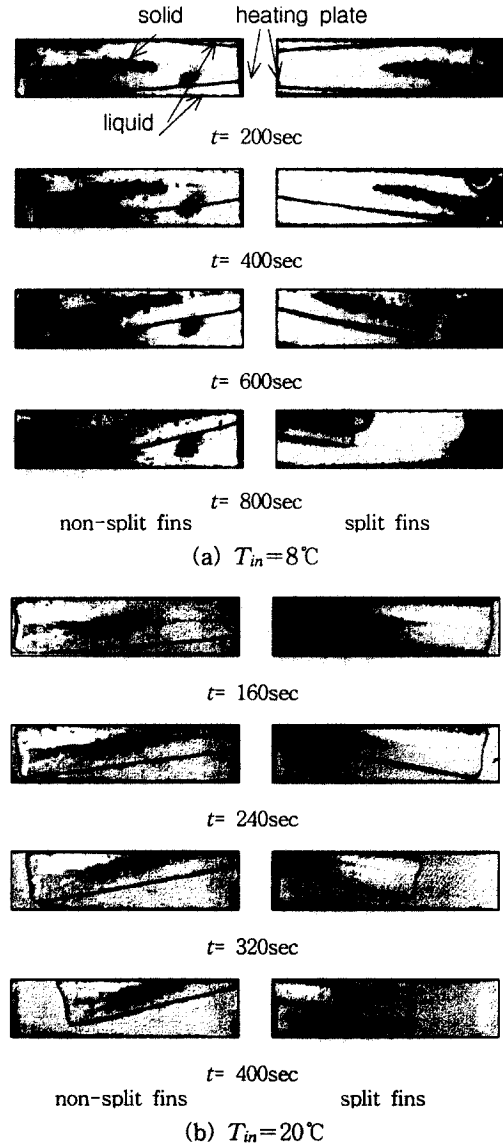 solid heating plate
liquid
t= 200sec
t= 400sec
t= 600sec
t= 800sec
non-split fins split fins
(a) Tin=8℃
t= 160sec
t= 240sec
t= 320sec
t= 400sec
non-split fins split fins
(b) Tin=20℃